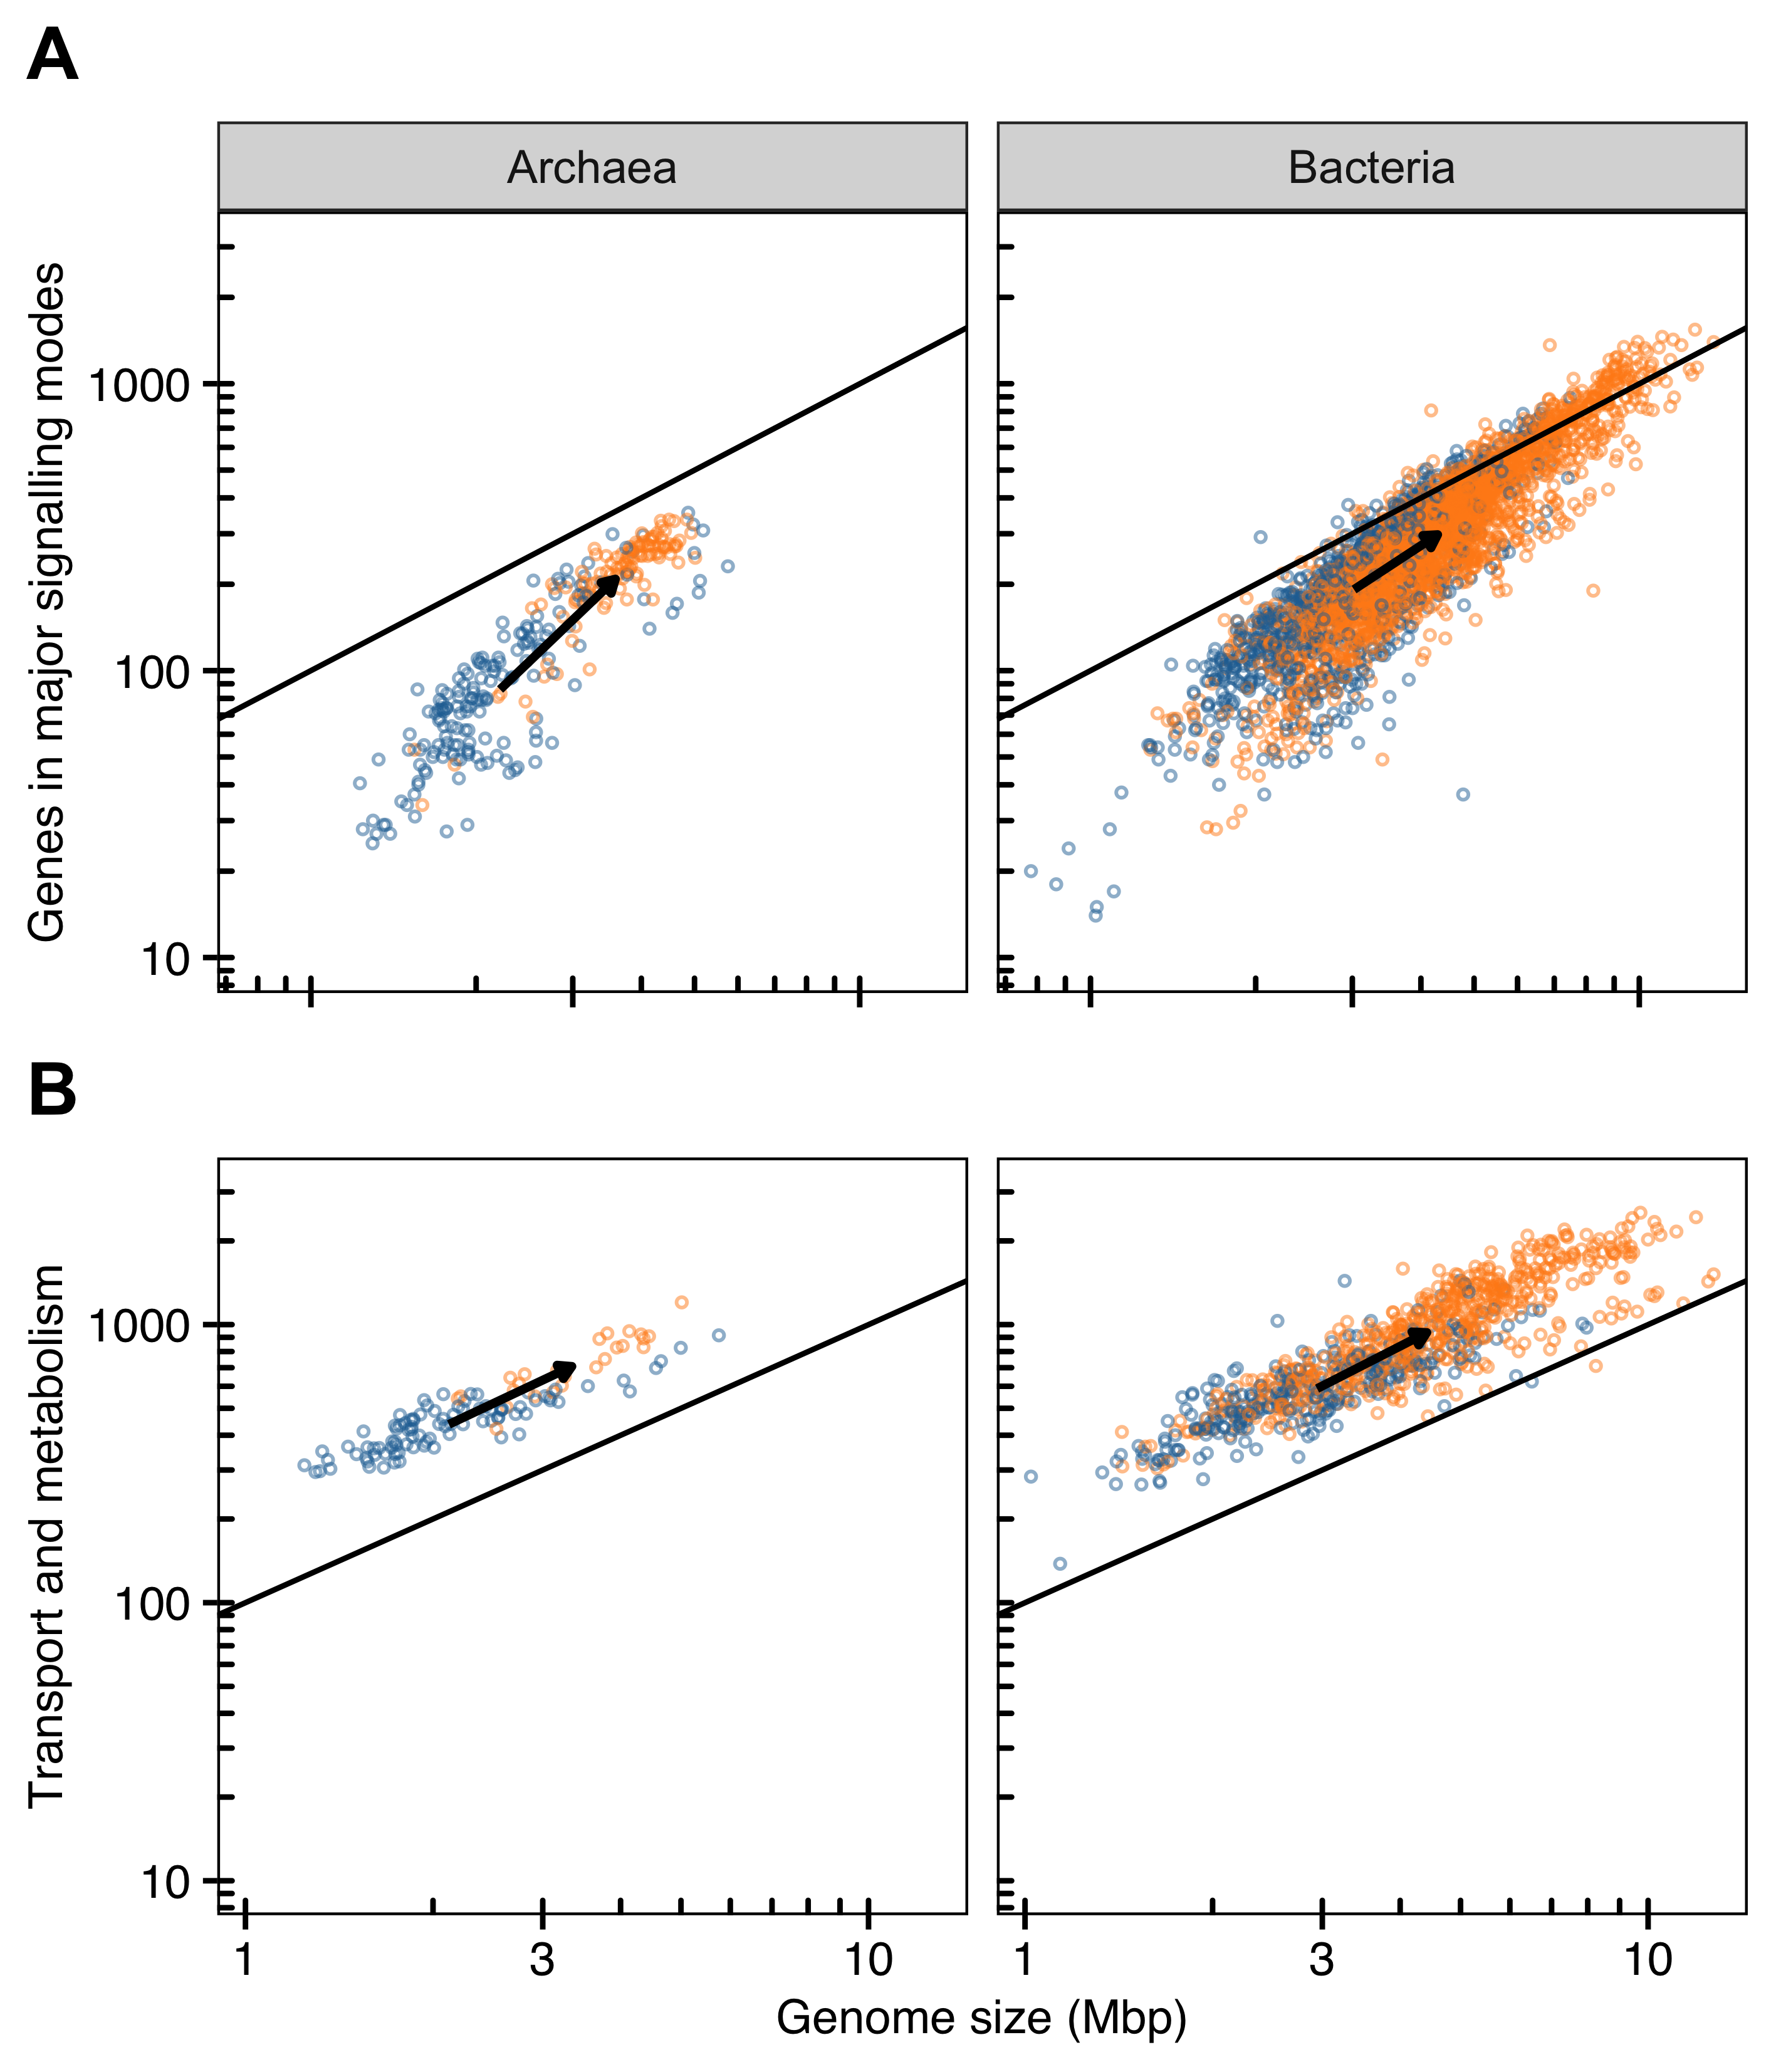 A
Archaea
Bacteria
Genes in major signalling modes
1000
100
10
B
Transport and metabolism
1000
100
10
1 3 10 1 3 10
Genome size (Mbp)